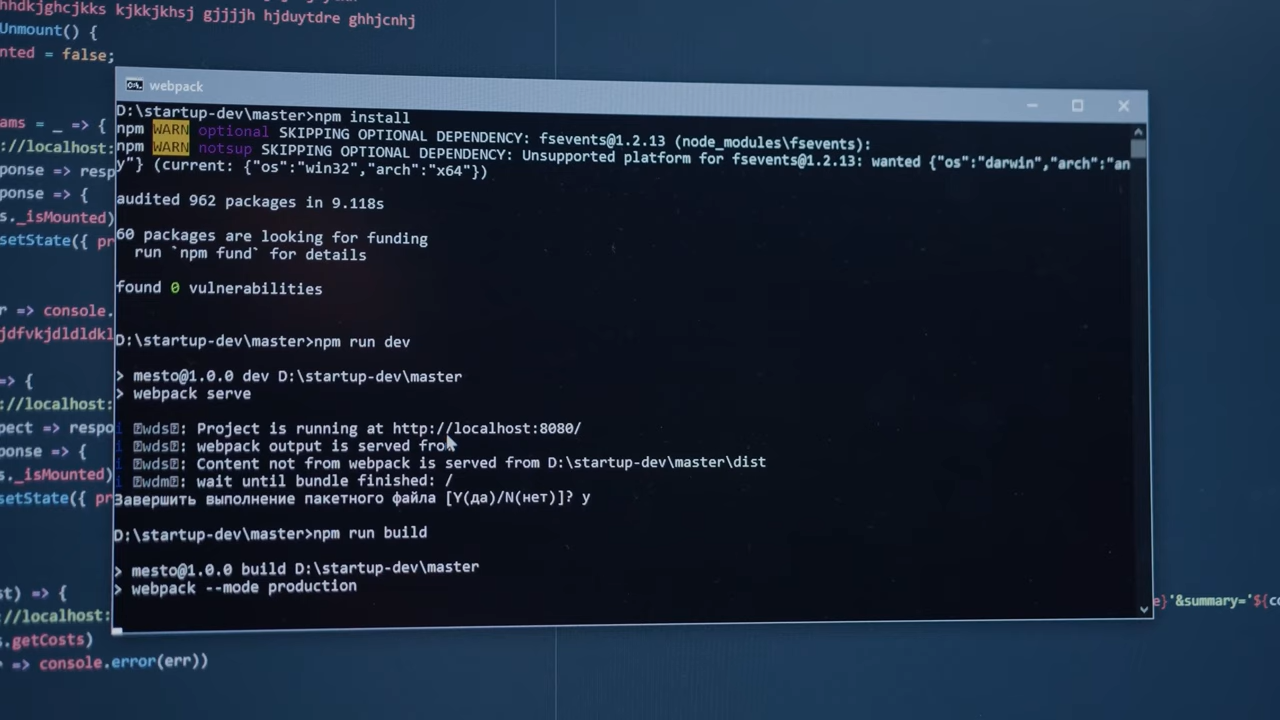 hhdkjghcjkks kjkkjkhsj gjjjjh hjduytdre ghhjcnhj
Unmount() {
nted = false;
ams = _ => {
://localhost:
ponse => resp
ponse => {
s._isMounted)
setState({ pr
r => console.
jdfvkjdldldkl
=> {
://localhost:
pect => respo
ponse => {
s._isMounted)
setState({ pr
st) => {
://localhost:
s.getCosts)
=> console.error(err))
webpack
D:\startup-dev\master>npm install
npm WARN optional SKIPPING OPTIONAL DEPENDENCY: fsevents@1.2.13 (node_modules\fsevents):
npm WARN notsup SKIPPING OPTIONAL DEPENDENCY: Unsupported platform for fsevents@1.2.13: wanted {"os":"darwin","arch":"an
y"} (current: {"os":"win32","arch":"x64"})
audited 962 packages in 9.118s
60 packages are looking for funding
run `npm fund` for details
found 0 vulnerabilities
D:\startup-dev\master>npm run dev
> mesto@1.0.0 dev D:\startup-dev\master
> webpack serve
i ｢wds｣: Project is running at http://localhost:8080/
i ｢wds｣: webpack output is served from
i ｢wds｣: Content not from webpack is served from D:\startup-dev\master\dist
i ｢wdm｣: wait until bundle finished: /
Завершить выполнение пакетного файла [Y(да)/N(нет)]? y
D:\startup-dev\master>npm run build
> mesto@1.0.0 build D:\startup-dev\master
> webpack --mode production
e}'&summary='${co